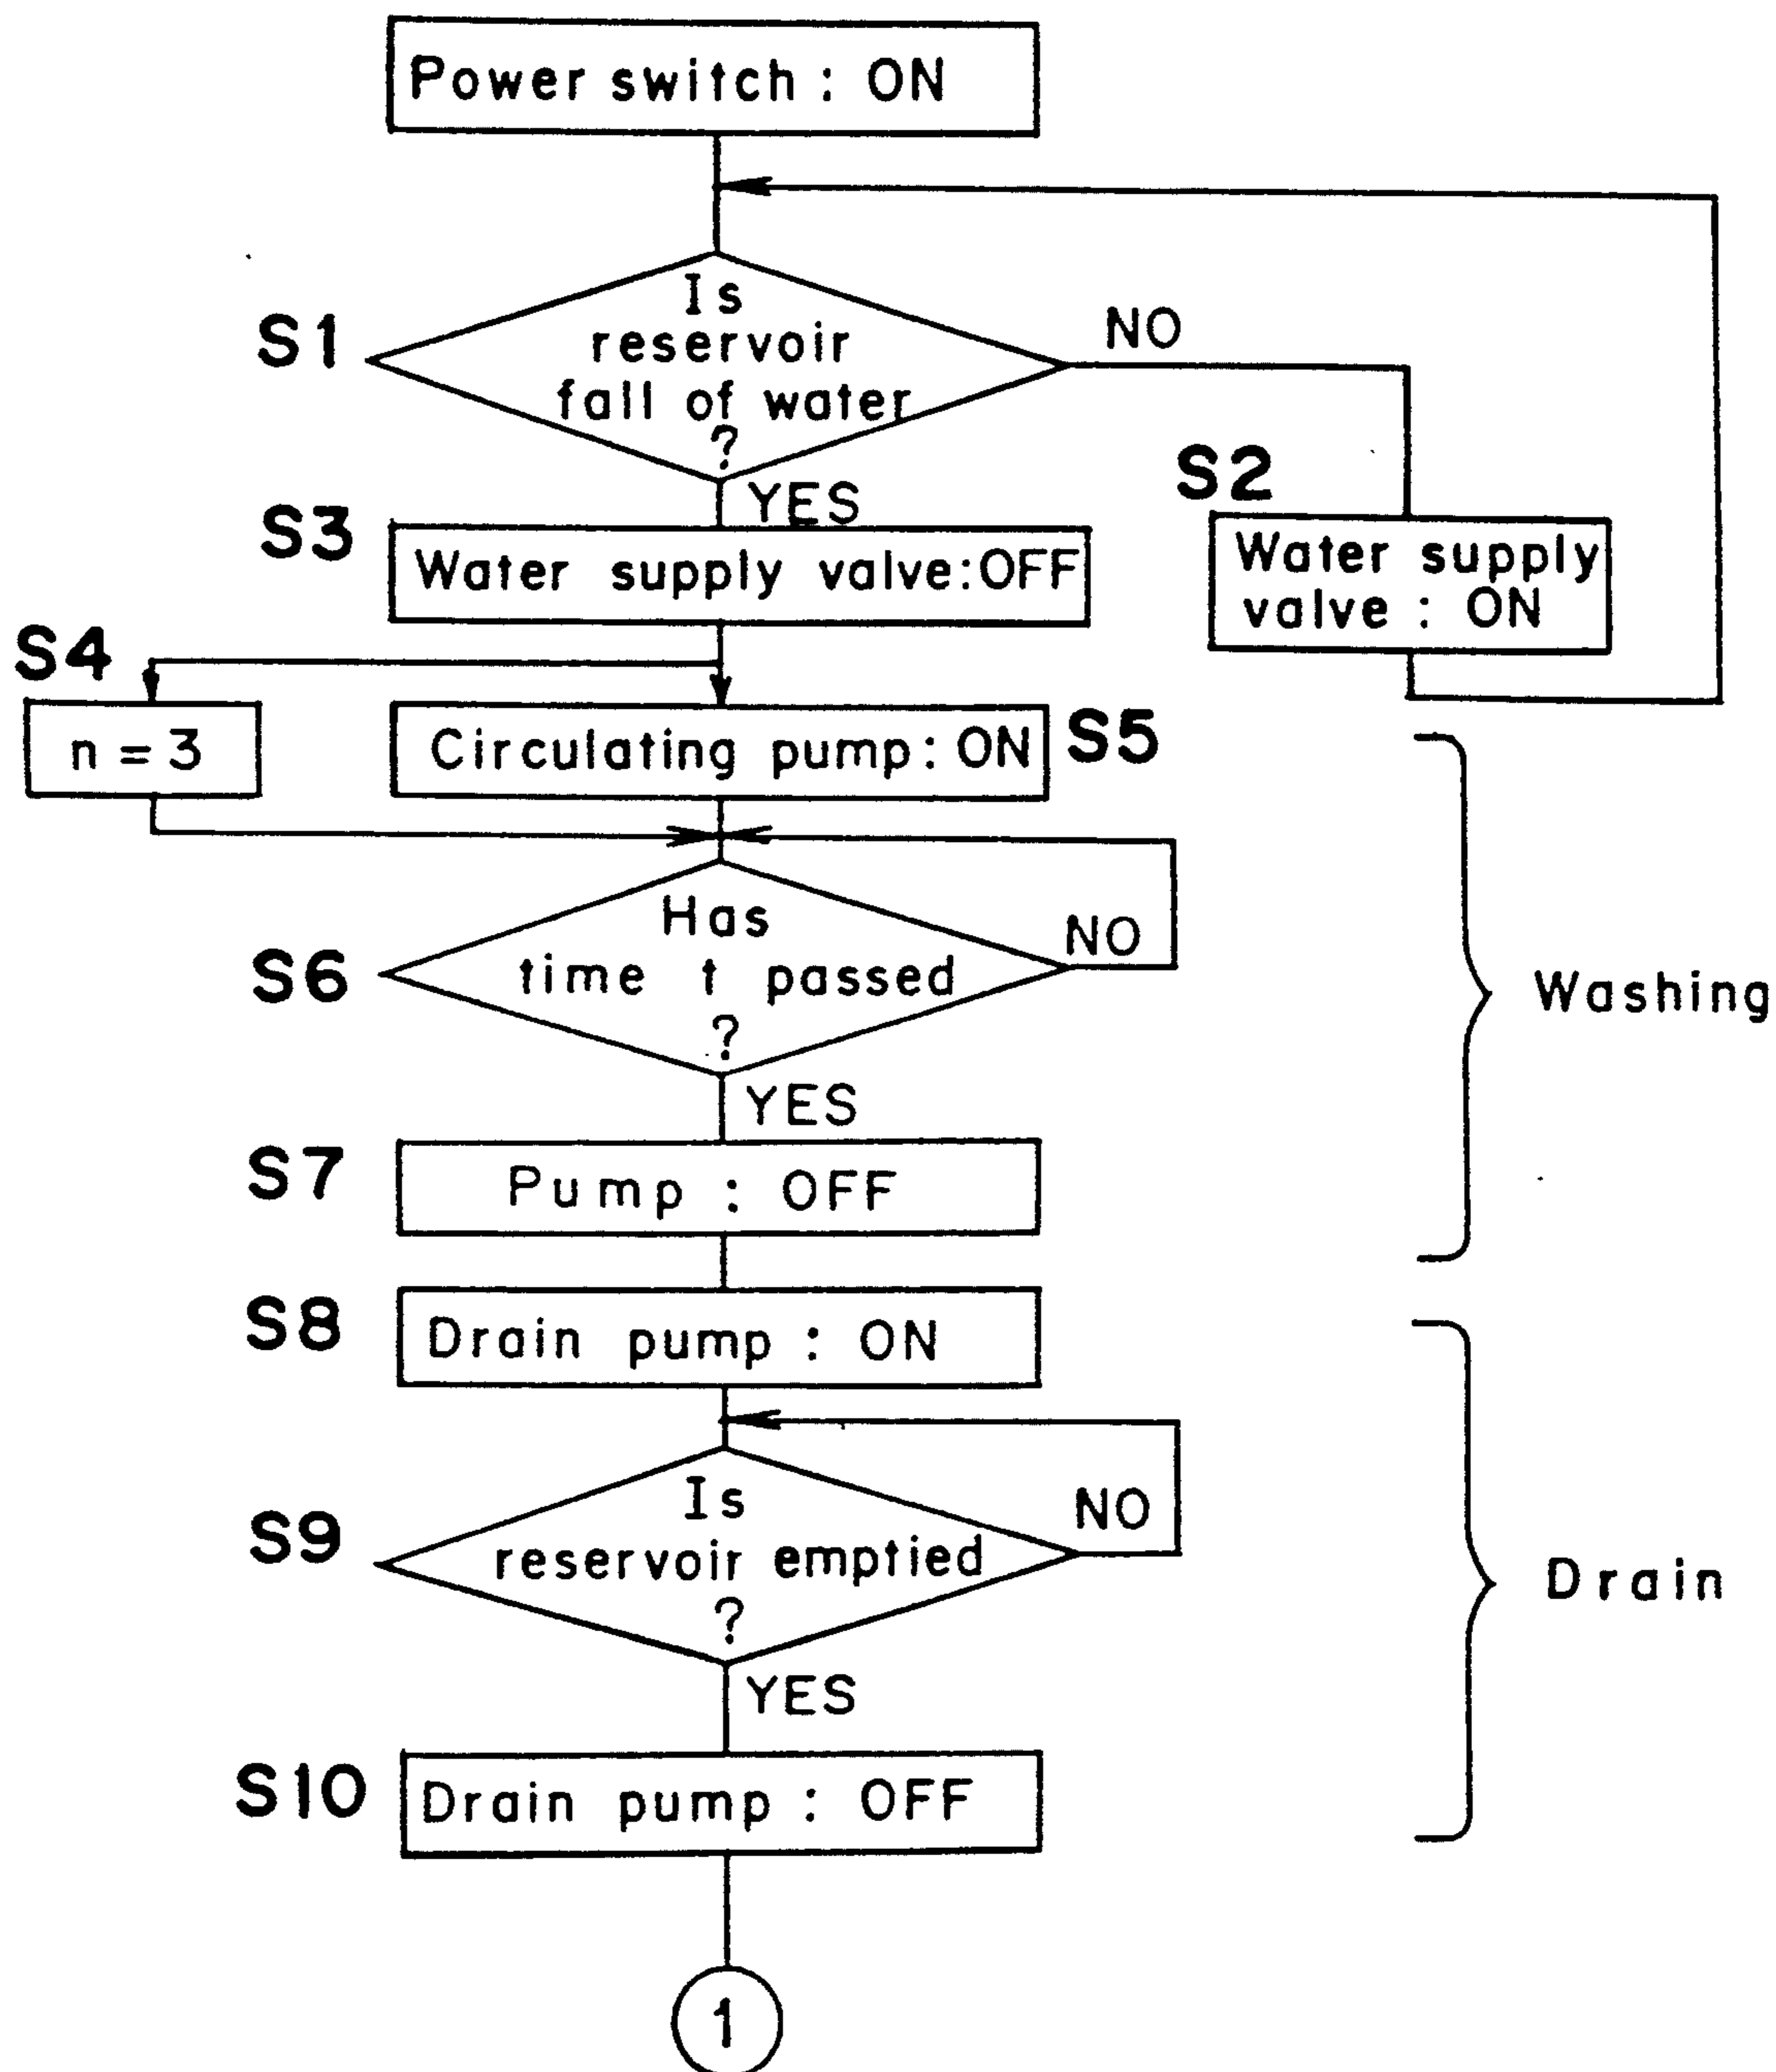 Power switch : ON
S1
Is
reservoir
fall of water
?
NO
YES
S2
Water supply
valve : ON
S3
Water supply valve:OFF
S4
n = 3
Circulating pump: ON
S5
Has
time t passed
?
S6
NO
YES
Washing
S7
Pump : OFF
S8
Drain pump : ON
S9
Is
reservoir emptied
?
NO
YES
Drain
S10
Drain pump : OFF
1